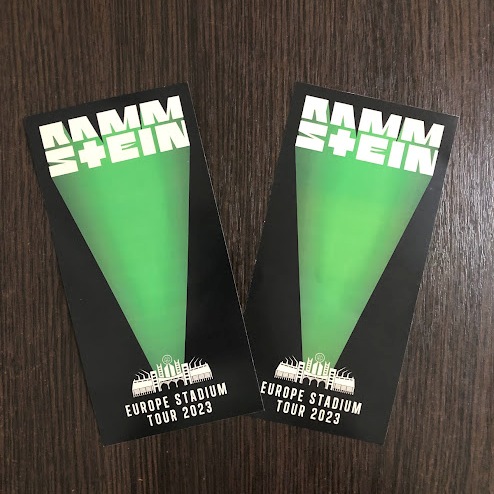 RAMM
STEIN
EUROPE STADIUM
TOUR 2023
RAMM
STEIN
EUROPE STADIUM
TOUR 2023